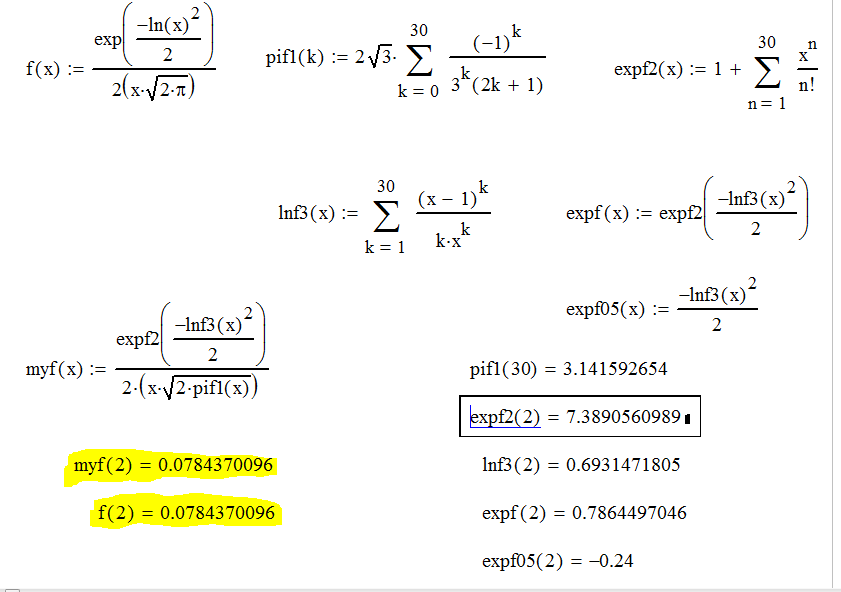 f(x) := exp(−ln(x)²/2) / 2(x·√2·π)
pif1(k) := 2√3· ∑_{k = 0}^{30} (−1)^k / 3^k(2k + 1)
expf2(x) := 1 + ∑_{n = 1}^{30} x^n / n!
lnf3(x) := ∑_{k = 1}^{30} (x − 1)^k / k·x^k
expf(x) := expf2(−lnf3(x)²/2)
expf05(x) := −lnf3(x)²/2
myf(x) := expf2(−lnf3(x)²/2) / 2·(x·√2·pif1(x))
pif1(30) = 3.141592654
expf2(2) = 7.3890560989
myf(2) = 0.0784370096
lnf3(2) = 0.6931471805
f(2) = 0.0784370096
expf(2) = 0.7864497046
expf05(2) = −0.24